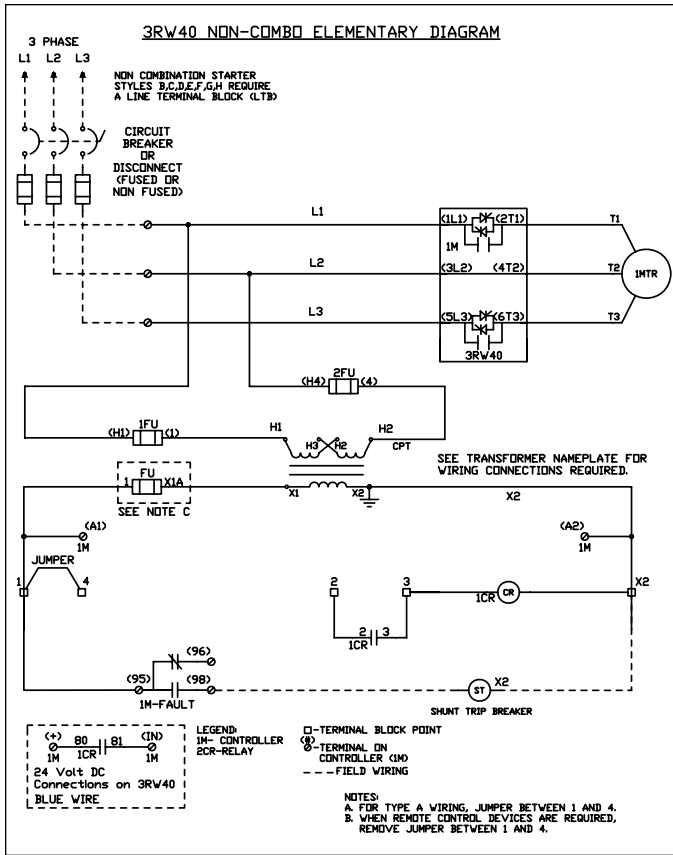 3RW40 NON-COMBO ELEMENTARY DIAGRAM
3 PHASE
L1 L2 L3
NON COMBINATION STARTER
STYLES B,C,D,E,F,G,H REQUIRE
A LINE TERMINAL BLOCK (LTB)
CIRCUIT
BREAKER
OR
DISCONNECT
(FUSED OR
NON FUSED)
L1 (1L1) (2T1) T1
1M
L2 (3L2) (4T2) T2 1MTR
L3 (5L3) (6T3) T3
3RW40
(H4) 2FU (4)
(H1) 1FU (1) H1 H3 H2 H2
CPT
SEE TRANSFORMER NAMEPLATE FOR
WIRING CONNECTIONS REQUIRED.
1 FU X1A X1 X2 X2
SEE NOTE C
(A1) (A2)
1M 1M
JUMPER
1 4 2 3 1CR CR X2
2 3
1CR
(96)
(95) (98) ST X2
1M-FAULT
SHUNT TRIP BREAKER
(+) 80 81 (IN)
1M 1CR 1M
24 Volt DC
Connections on 3RW40
BLUE WIRE
LEGEND:
1M- CONTROLLER
2CR-RELAY
-TERMINAL BLOCK POINT
(#)
-TERMINAL ON
CONTROLLER (1M)
----FIELD WIRING
NOTES:
A. FOR TYPE A WIRING, JUMPER BETWEEN 1 AND 4.
B. WHEN REMOTE CONTROL DEVICES ARE REQUIRED,
REMOVE JUMPER BETWEEN 1 AND 4.